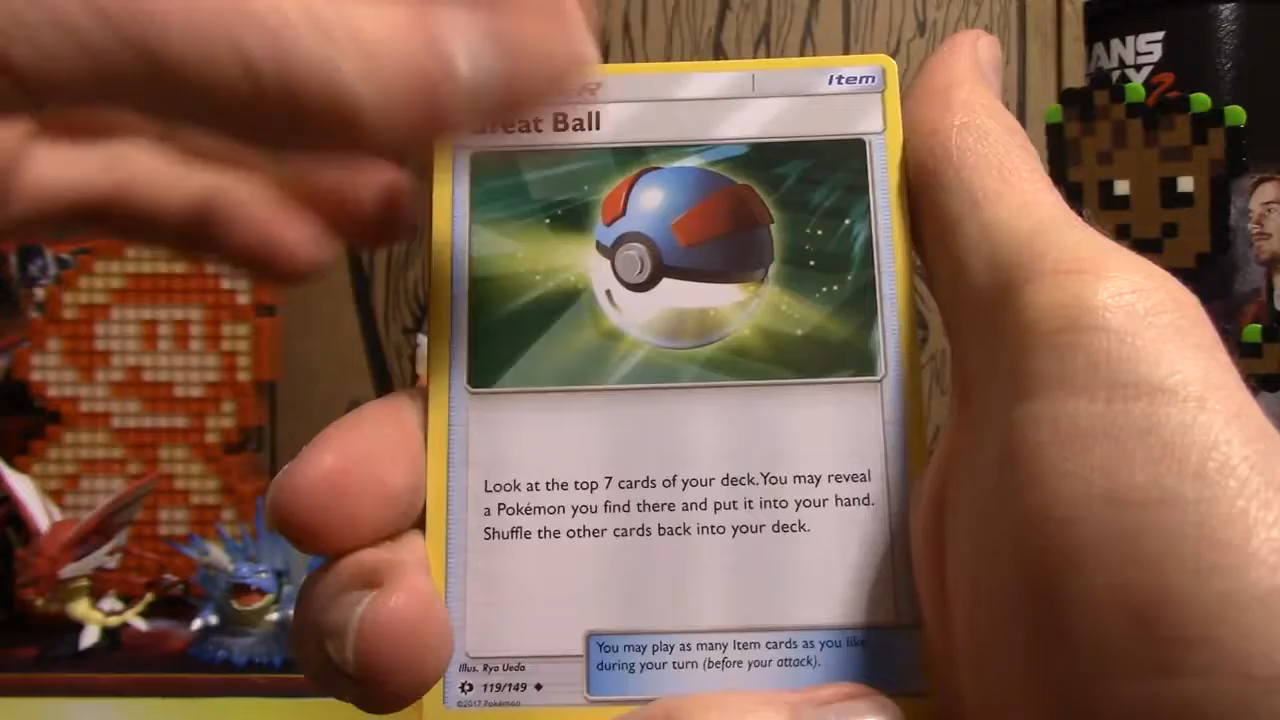 Item
Great Ball
Look at the top 7 cards of your deck. You may reveal
a Pokémon you find there and put it into your hand.
Shuffle the other cards back into your deck.
You may play as many Item cards as you like
during your turn (before your attack).
Illus. Ryo Ueda
119/149
©2017 Pokémon
2